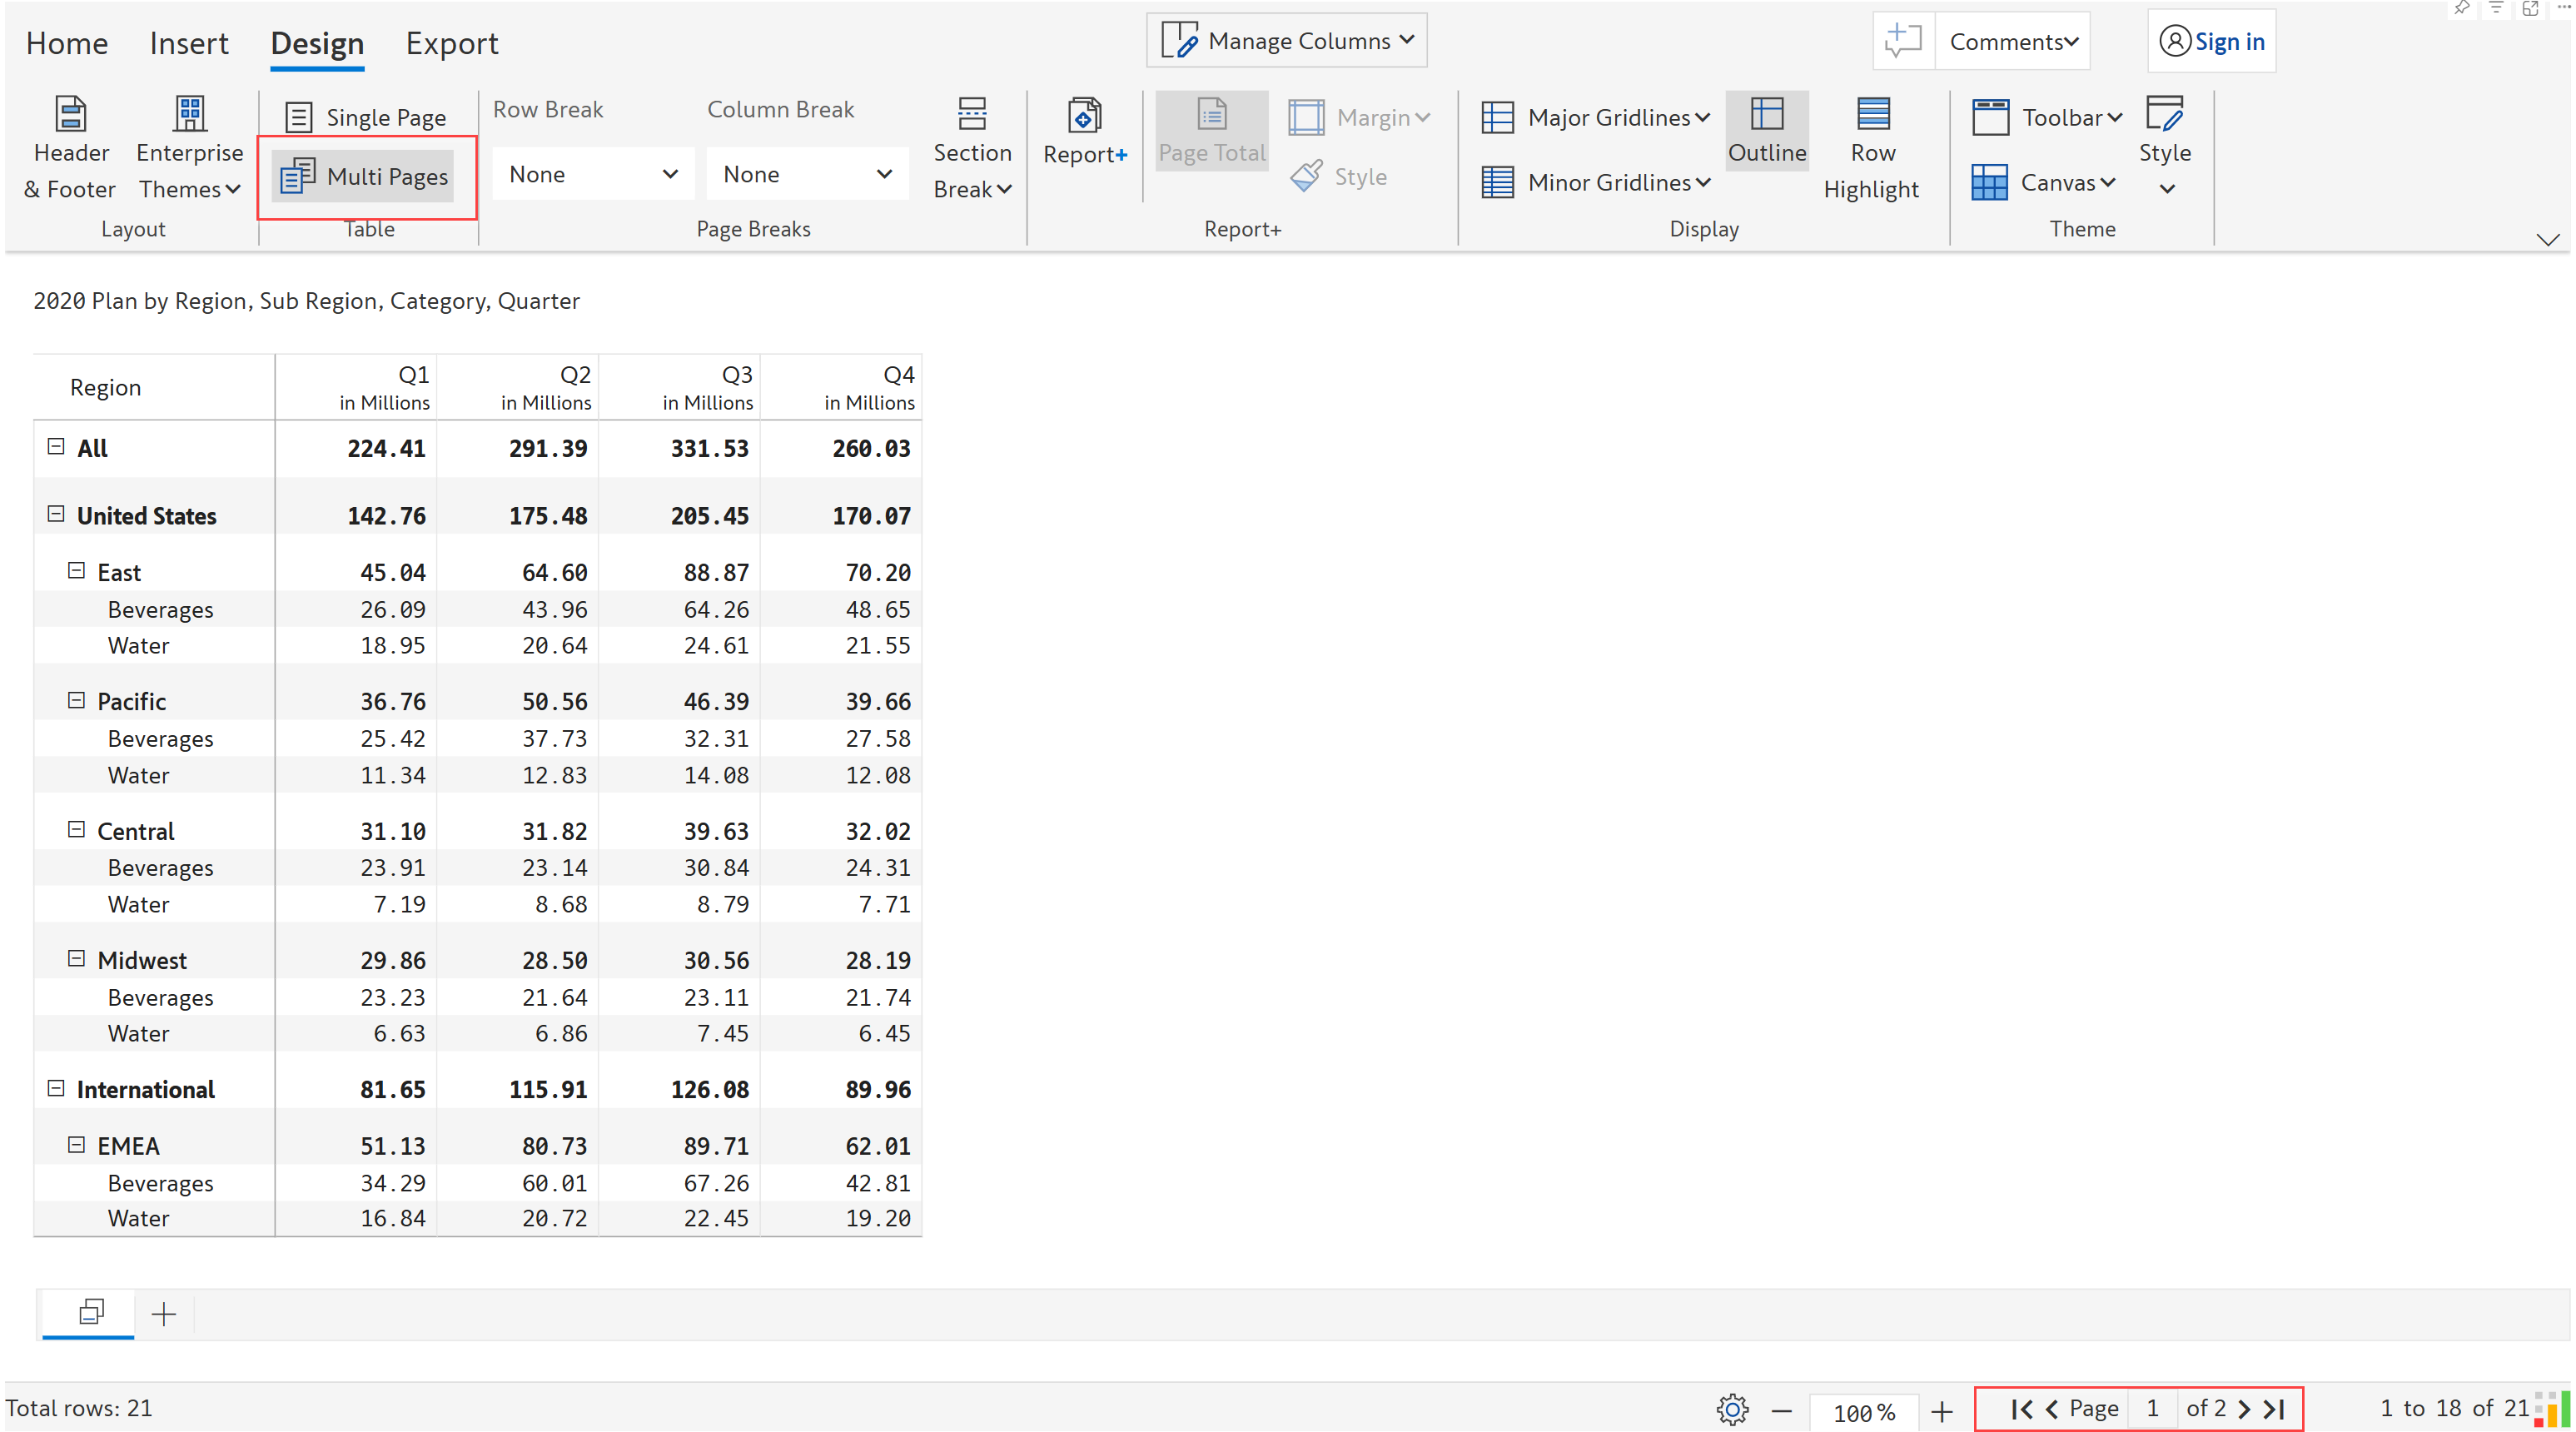 Home Insert Design Export Manage Columns Comments Sign in
Header & Footer
Enterprise Themes
Layout
Single Page
Multi Pages
Table
Row Break Column Break
None None
Section Break
Page Breaks
Report+
Page Total
Margin
Style
Report+
Major Gridlines
Minor Gridlines
Outline
Row Highlight
Display
Toolbar
Canvas
Style
Theme
2020 Plan by Region, Sub Region, Category, Quarter
Region Q1 Q2 Q3 Q4
in Millions in Millions in Millions in Millions
All 224.41 291.39 331.53 260.03
United States 142.76 175.48 205.45 170.07
East 45.04 64.60 88.87 70.20
Beverages 26.09 43.96 64.26 48.65
Water 18.95 20.64 24.61 21.55
Pacific 36.76 50.56 46.39 39.66
Beverages 25.42 37.73 32.31 27.58
Water 11.34 12.83 14.08 12.08
Central 31.10 31.82 39.63 32.02
Beverages 23.91 23.14 30.84 24.31
Water 7.19 8.68 8.79 7.71
Midwest 29.86 28.50 30.56 28.19
Beverages 23.23 21.64 23.11 21.74
Water 6.63 6.86 7.45 6.45
International 81.65 115.91 126.08 89.96
EMEA 51.13 80.73 89.71 62.01
Beverages 34.29 60.01 67.26 42.81
Water 16.84 20.72 22.45 19.20
Total rows: 21 100 % Page 1 of 2 1 to 18 of 21